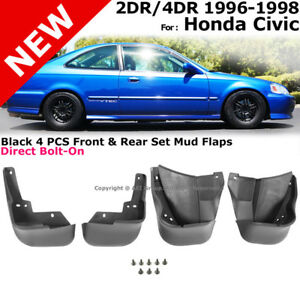 NEW
2DR/4DR 1996-1998
For : Honda Civic
Black 4 PCS Front & Rear Set Mud Flaps
Direct Bolt-On